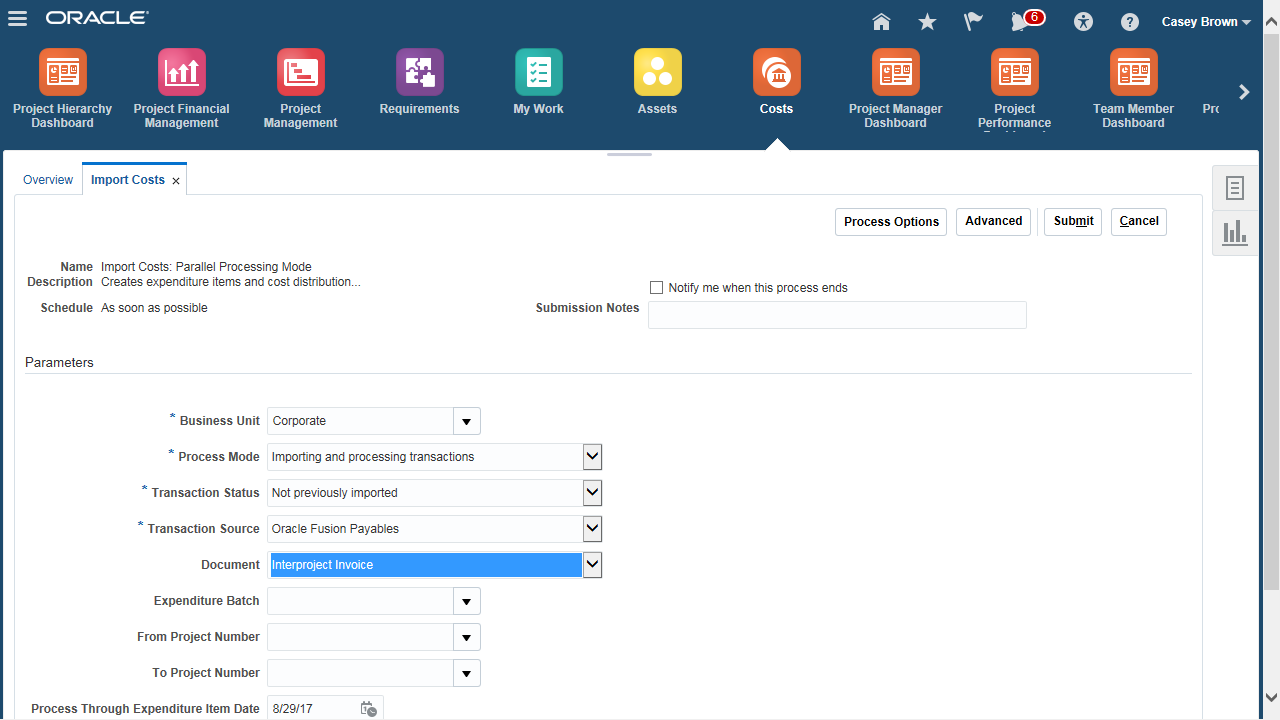 ORACLE
6
Casey Brown
Project Hierarchy
Dashboard
Project Financial
Management
Project
Management
Requirements
My Work
Assets
Costs
Project Manager
Dashboard
Project
Performance
Team Member
Dashboard
Overview
Import Costs
Process Options
Advanced
Submit
Cancel
Name Import Costs: Parallel Processing Mode
Description Creates expenditure items and cost distribution...
Notify me when this process ends
Schedule As soon as possible
Submission Notes
Parameters
* Business Unit Corporate
* Process Mode Importing and processing transactions
* Transaction Status Not previously imported
* Transaction Source Oracle Fusion Payables
Document Interproject Invoice
Expenditure Batch
From Project Number
To Project Number
Process Through Expenditure Item Date 8/29/17